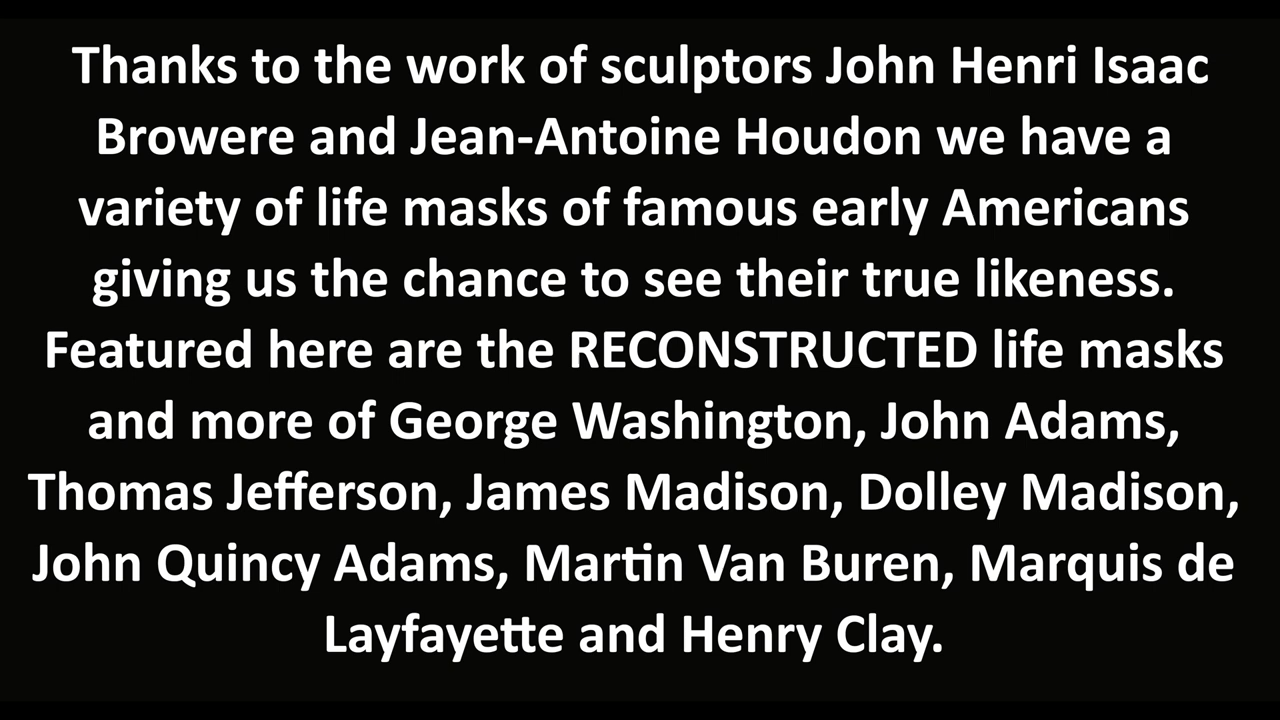 Thanks to the work of sculptors John Henri Isaac
Browere and Jean-Antoine Houdon we have a
variety of life masks of famous early Americans
giving us the chance to see their true likeness.
Featured here are the RECONSTRUCTED life masks
and more of George Washington, John Adams,
Thomas Jefferson, James Madison, Dolley Madison,
John Quincy Adams, Martin Van Buren, Marquis de
Layfayette and Henry Clay.